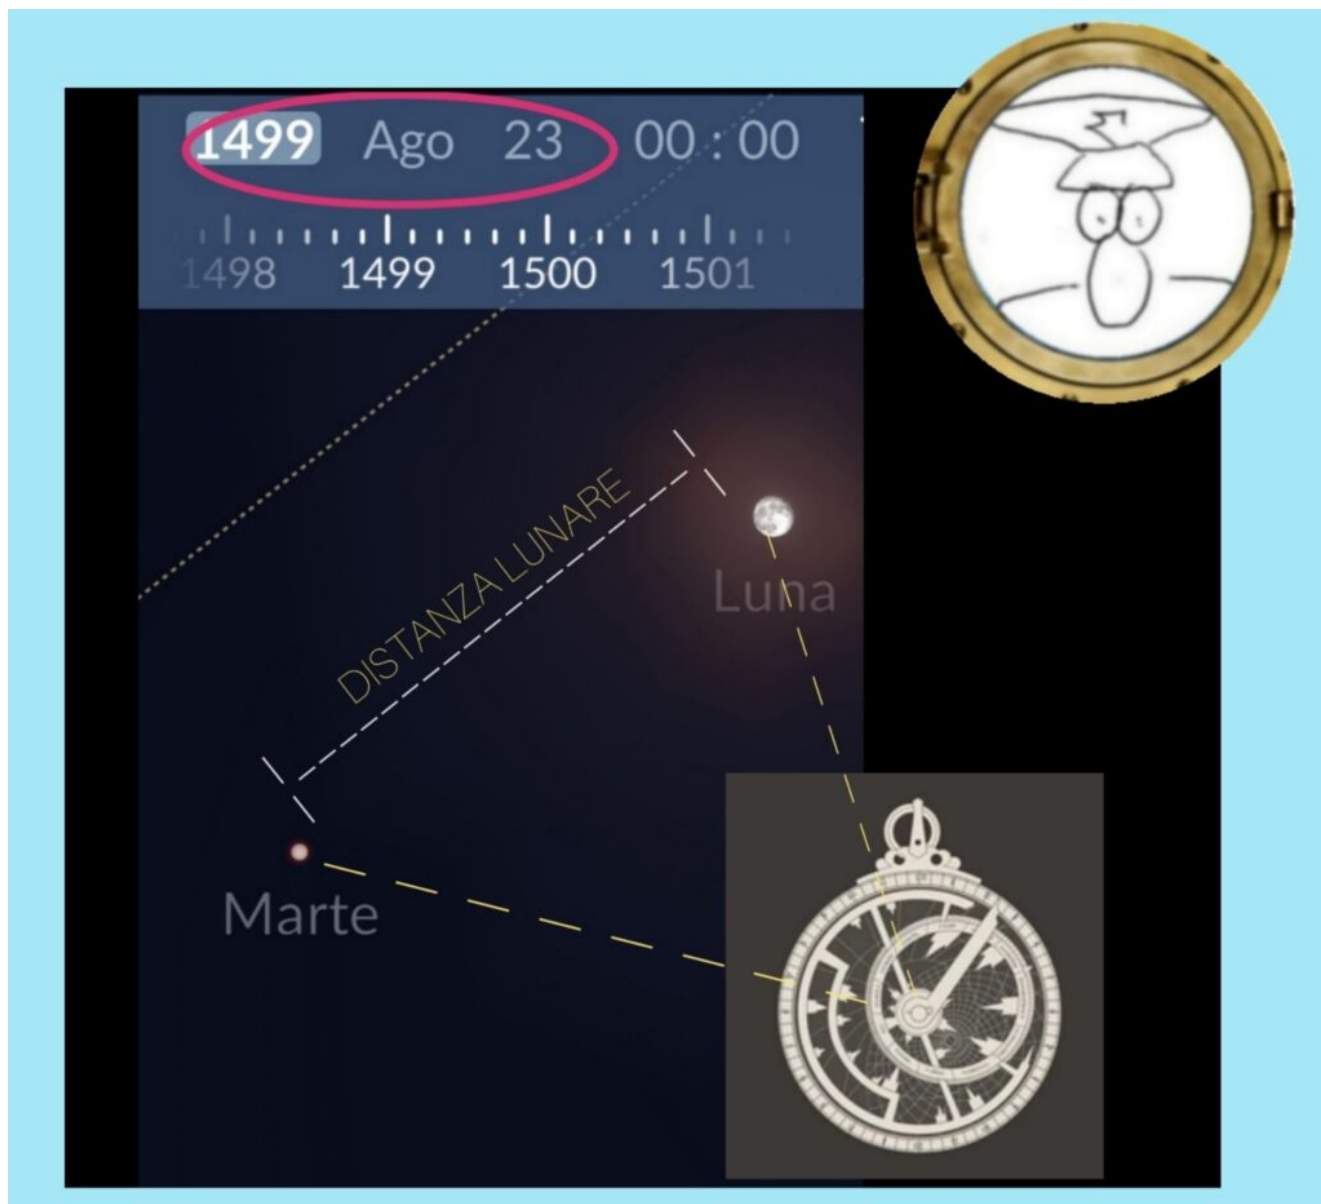 1499 Ago 23 00 : 00
1498 1499 1500 1501
DISTANZA LUNARE
Luna
Marte